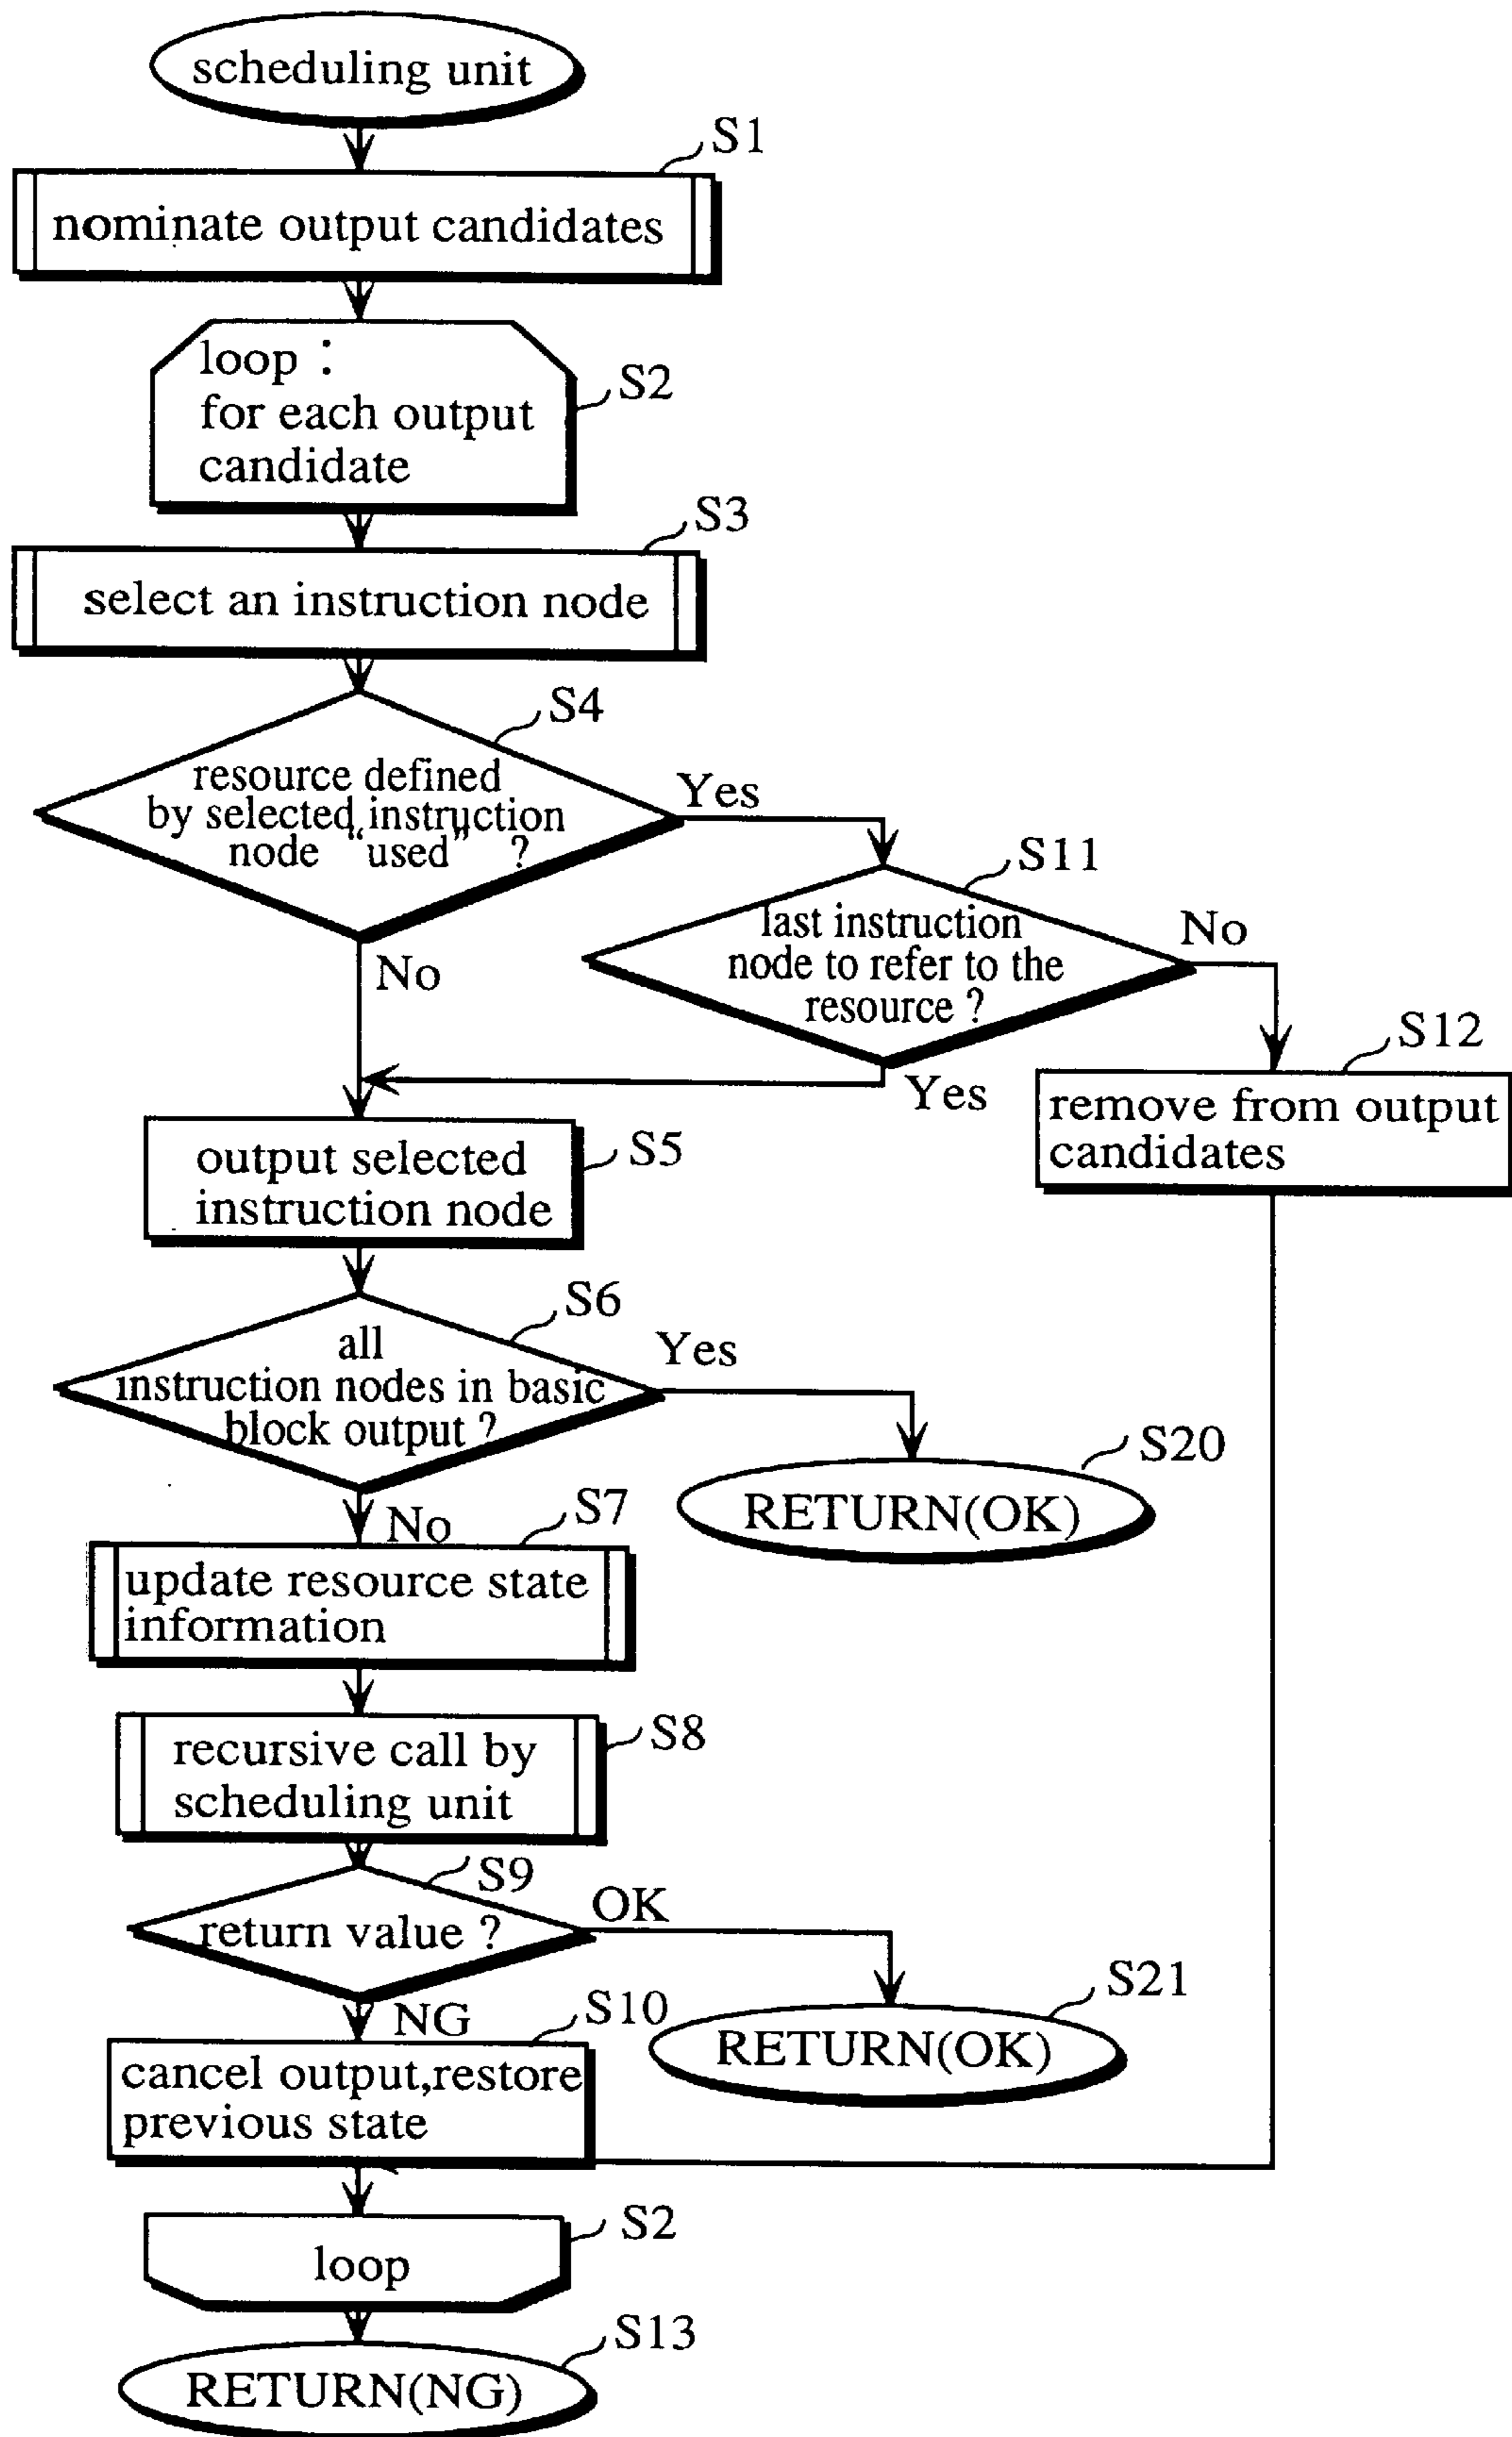 scheduling unit
S1
nominate output candidates
loop :
for each output
candidate
S2
S3
select an instruction node
S4
resource defined
by selected instruction
node “used” ?
Yes
No
S11
last instruction
node to refer to the
resource ?
No
Yes
S12
remove from output
candidates
output selected
instruction node
S5
S6
all
instruction nodes in basic
block output ?
Yes
No
S20
RETURN(OK)
S7
update resource state
information
recursive call by
scheduling unit
S8
S9
return value ?
OK
NG
S21
RETURN(OK)
S10
cancel output,restore
previous state
S2
loop
S13
RETURN(NG)